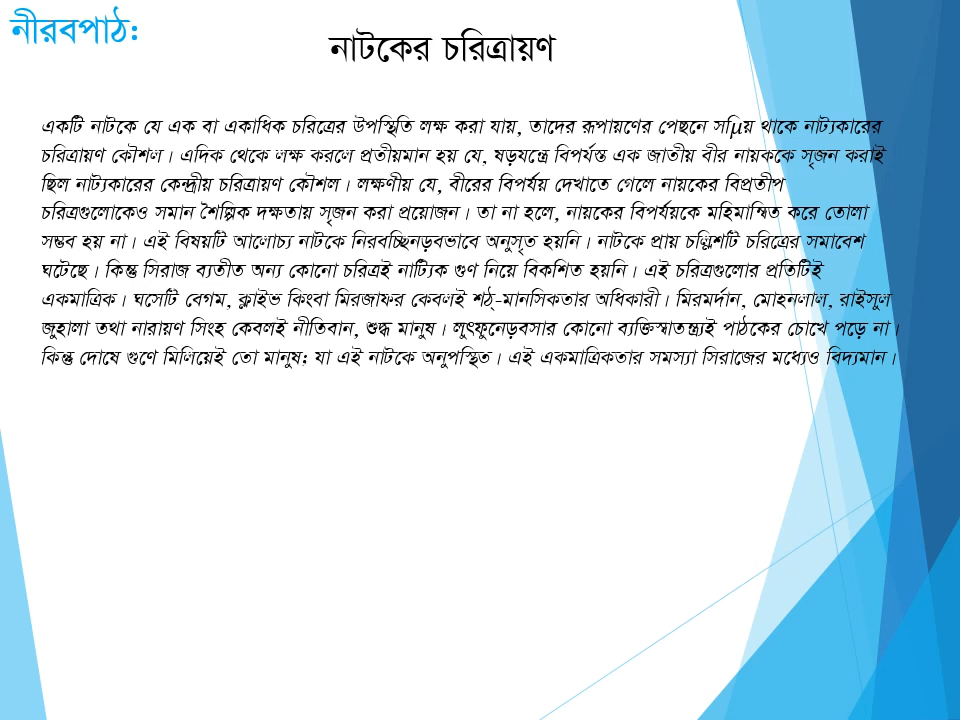 নীরবপাঠ:
নাটকের চরিত্রায়ণ
একটি নাটকে যে এক বা একাধিক চরিত্রের উপস্থিতি লক্ষ করা যায়, তাদের রূপায়ণের পেছনে সμিয় থাকে নাট্যকারের
চরিত্রায়ণ কৌশল। এদিক থেকে লক্ষ করলে প্রতীয়মান হয় যে, ষড়যন্ত্রে বিপর্যস্ত এক জাতীয় বীর নায়ককে সৃজন করাই
ছিল নাট্যকারের কেন্দ্রীয় চরিত্রায়ণ কৌশল। লক্ষণীয় যে, বীরের বিপর্যয় দেখাতে গেলে নায়কের বিপ্রতীপ
চরিত্রগুলোকেও সমান শৈল্পিক দক্ষতায় সৃজন করা প্রয়োজন। তা না হলে, নায়কের বিপর্যয়কে মহিমান্বিত করে তোলা
সম্ভব হয় না। এই বিষয়টি আলোচ্য নাটকে নিরবচ্ছিনড়বভাবে অনুসৃত হয়নি। নাটকে প্রায় চল্লিশটি চরিত্রের সমাবেশ
ঘটেছে। কিন্তু সিরাজ ব্যতীত অন্য কোনো চরিত্রই নাট্যিক গুণ নিয়ে বিকশিত হয়নি। এই চরিত্রগুলোর প্রতিটিই
একমাত্রিক। ঘসেটি বেগম, ক্লাইভ কিংবা মিরজাফর কেবলই শঠ্-মানসিকতার অধিকারী। মিরমর্দান, মোহনলাল, রাইসুল
জুহালা তথা নারায়ণ সিংহ কেবলই নীতিবান, শুদ্ধ মানুষ। লুৎফুনেড়বসার কোনো ব্যক্তিস্বাতন্ত্র্যই পাঠকের চোখে পড়ে না।
কিন্তু দোষে গুণে মিলিয়েই তো মানুষ; যা এই নাটকে অনুপস্থিত। এই একমাত্রিকতার সমস্যা সিরাজের মধ্যেও বিদ্যমান।